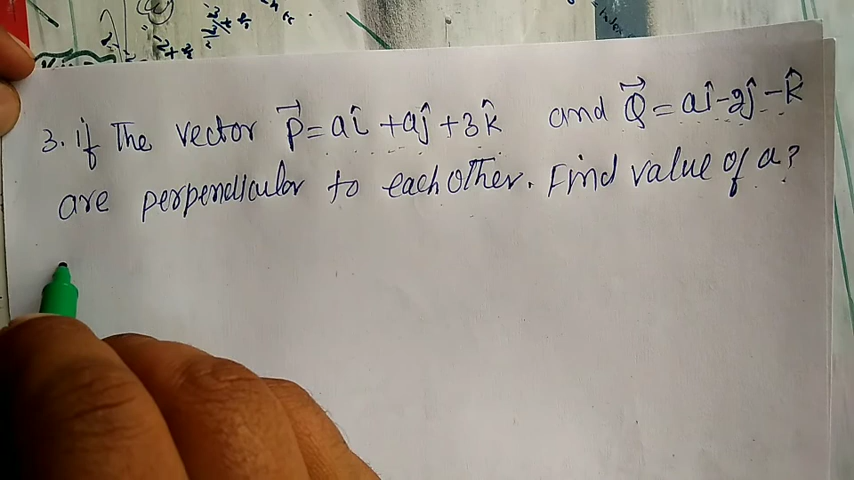 3. if The vector P⃗ = aî + aĵ + 3k̂ and Q⃗ = aî - 2ĵ - k̂
are perpendicular to each other. Find value of a?